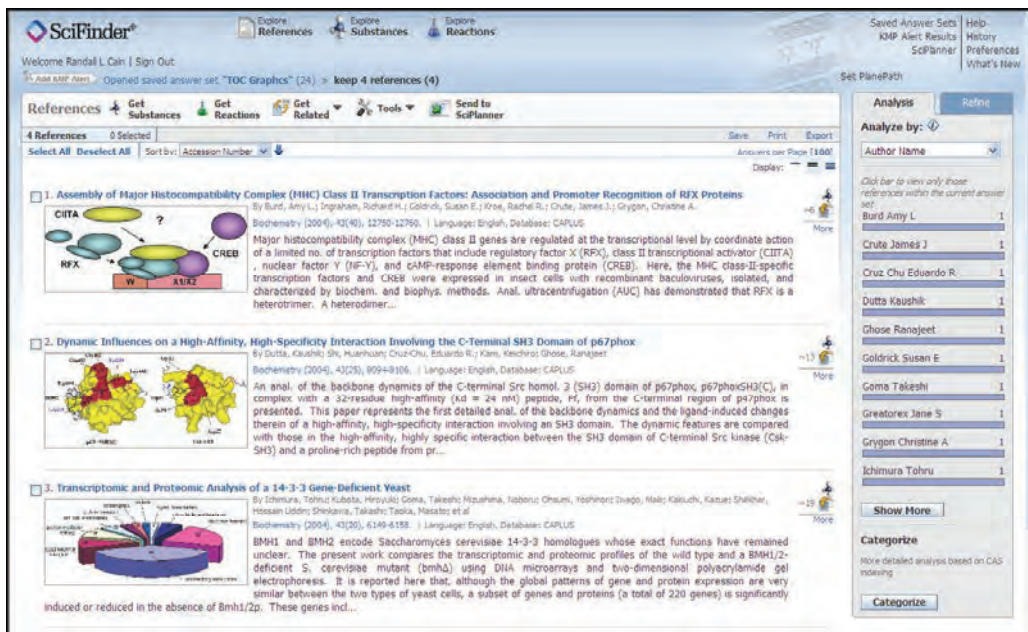 SciFinder
Explore References
Explore Substances
Explore Reactions
Saved Answer Sets | Help
KMP Alert Results | History
SciPlanner | Preferences
What's New
Welcome Randall L Cain | Sign Out
Add KMP Alert Opened saved answer set "TOC Graphcs" (24) > keep 4 references (4)
Set PlanePath
References Get Substances Get Reactions Get Related Tools Send to SciPlanner
4 References 0 Selected Save Print Export
Select All Deselect All Sort by: Accession Number Answers per Page [100]
Display:
1. Assembly of Major Histocompatibility Complex (MHC) Class II Transcription Factors: Association and Promoter Recognition of RFX Proteins
By Burd, Amy L.; Ingraham, Richard H.; Goldrick, Susan E.; Kroe, Rachel R.; Crute, James J.; Grygon, Christine A.
Biochemistry (2004), 43(40), 12750-12760. | Language: English, Database: CAPLUS
Major histocompatibility complex (MHC) class II genes are regulated at the transcriptional level by coordinate action
of a limited no. of transcription factors that include regulatory factor X (RFX), class II transcriptional activator (CIITA)
, nuclear factor Y (NF-Y), and cAMP-response element binding protein (CREB). Here, the MHC class-II-specific
transcription factors and CREB were expressed in insect cells with recombinant baculoviruses, isolated, and
characterized by biochem. and biophys. methods. Anal. ultracentrifugation (AUC) has demonstrated that RFX is a
heterotrimer. A heterodimer...
CIITA
?
RFX
CREB
W X1/X2
~6
More
2. Dynamic Influences on a High-Affinity, High-Specificity Interaction Involving the C-Terminal SH3 Domain of p67phox
By Dutta, Kaushik; Shi, Huanhuan; Cruz-Chu, Eduardo R.; Kami, Keiichiro; Ghose, Ranajeet
Biochemistry (2004), 43(25), 8094-8106. | Language: English, Database: CAPLUS
An anal. of the backbone dynamics of the C-terminal Src homol. 3 (SH3) domain of p67phox, p67phoxSH3(C), in
complex with a 32-residue high-affinity (Kd = 24 nM) peptide, Pf, from the C-terminal region of p47phox is
presented. This paper represents the first detailed anal. of the backbone dynamics and the ligand-induced changes
therein of a high-affinity, high-specificity interaction involving an SH3 domain. The dynamic features are compared
with those in the high-affinity, highly specific interaction between the SH3 domain of C-terminal Src kinase (Csk-
SH3) and a proline-rich peptide from pr...
~13
More
3. Transcriptomic and Proteomic Analysis of a 14-3-3 Gene-Deficient Yeast
By Ichimura, Tohru; Kubota, Hiroyuki; Goma, Takeshi; Mizushima, Noboru; Ohsumi, Yoshinori; Iwago, Maki; Kakiuchi, Kazue; Shekhar,
Hossain Uddin; Shinkawa, Takashi; Taoka, Masato; et al
Biochemistry (2004), 43(20), 6149-6158. | Language: English, Database: CAPLUS
BMH1 and BMH2 encode Saccharomyces cerevisiae 14-3-3 homologues whose exact functions have remained
unclear. The present work compares the transcriptomic and proteomic profiles of the wild type and a BMH1/2-
deficient S. cerevisiae mutant (bmhΔ) using DNA microarrays and two-dimensional polyacrylamide gel
electrophoresis. It is reported here that, although the global patterns of gene and protein expression are very
similar between the two types of yeast cells, a subset of genes and proteins (a total of 220 genes) is significantly
induced or reduced in the absence of Bmh1/2p. These genes incl...
~19
More
Analysis Refine
Analyze by:
Author Name
Click bar to view only those
references within the current answer
set
Burd Amy L 1
Crute James J 1
Cruz Chu Eduardo R 1
Dutta Kaushik 1
Ghose Ranajeet 1
Goldrick Susan E 1
Goma Takeshi 1
Greatorex Jane S 1
Grygon Christine A 1
Ichimura Tohru 1
Show More
Categorize
More detailed analysis based on CAS
indexing
Categorize